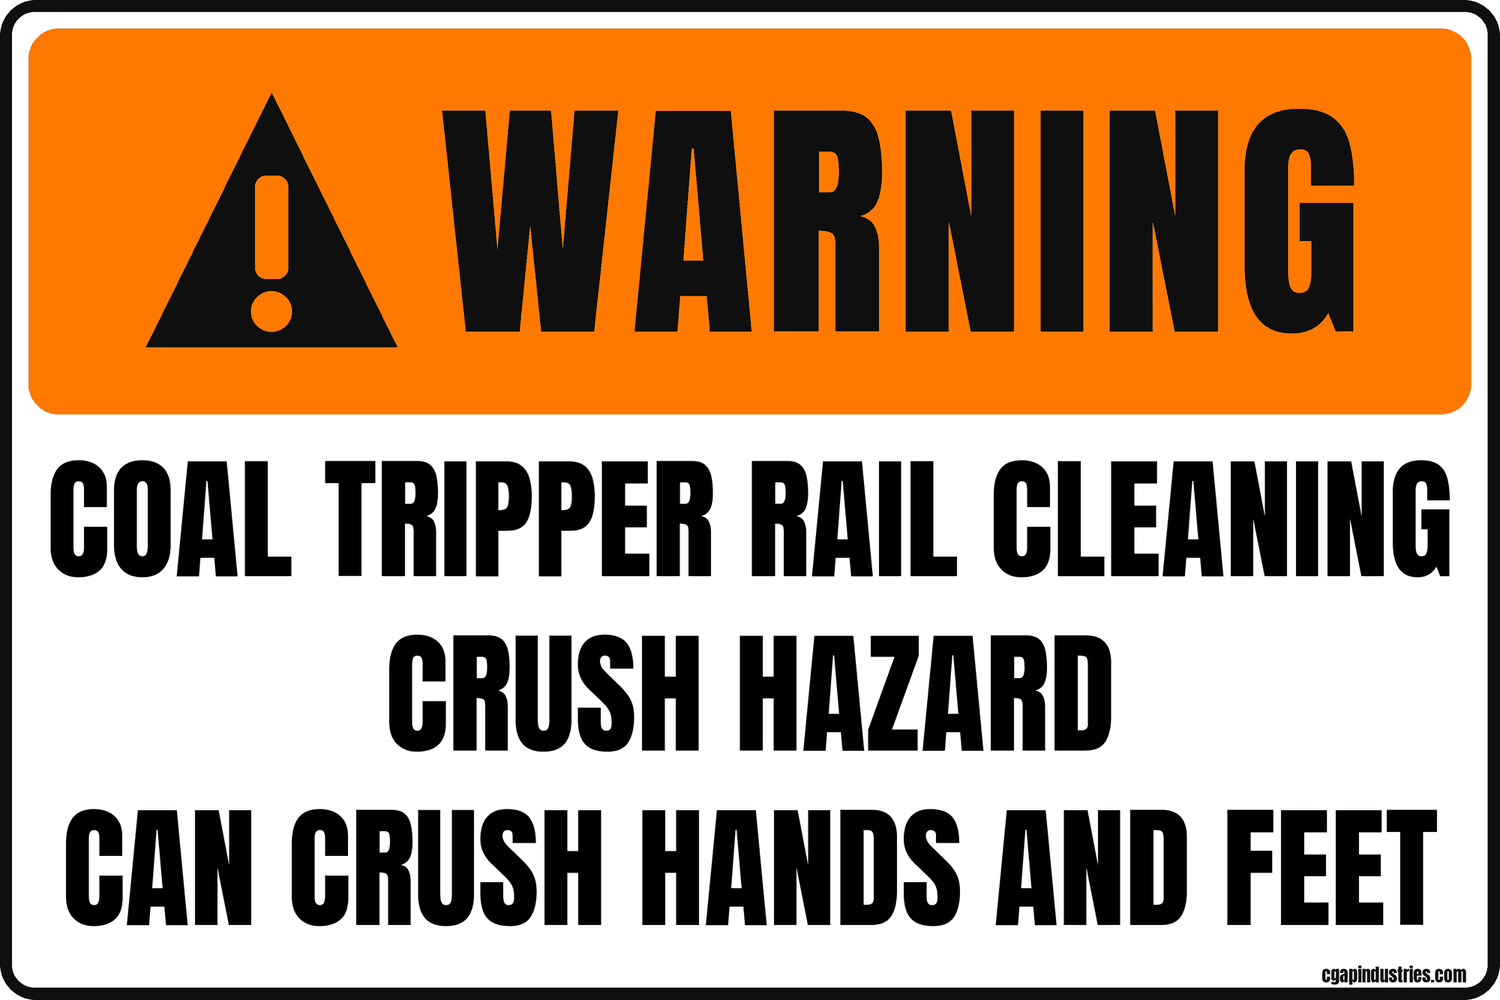 WARNING
COAL TRIPPER RAIL CLEANING
CRUSH HAZARD
CAN CRUSH HANDS AND FEET
cgapindustries.com